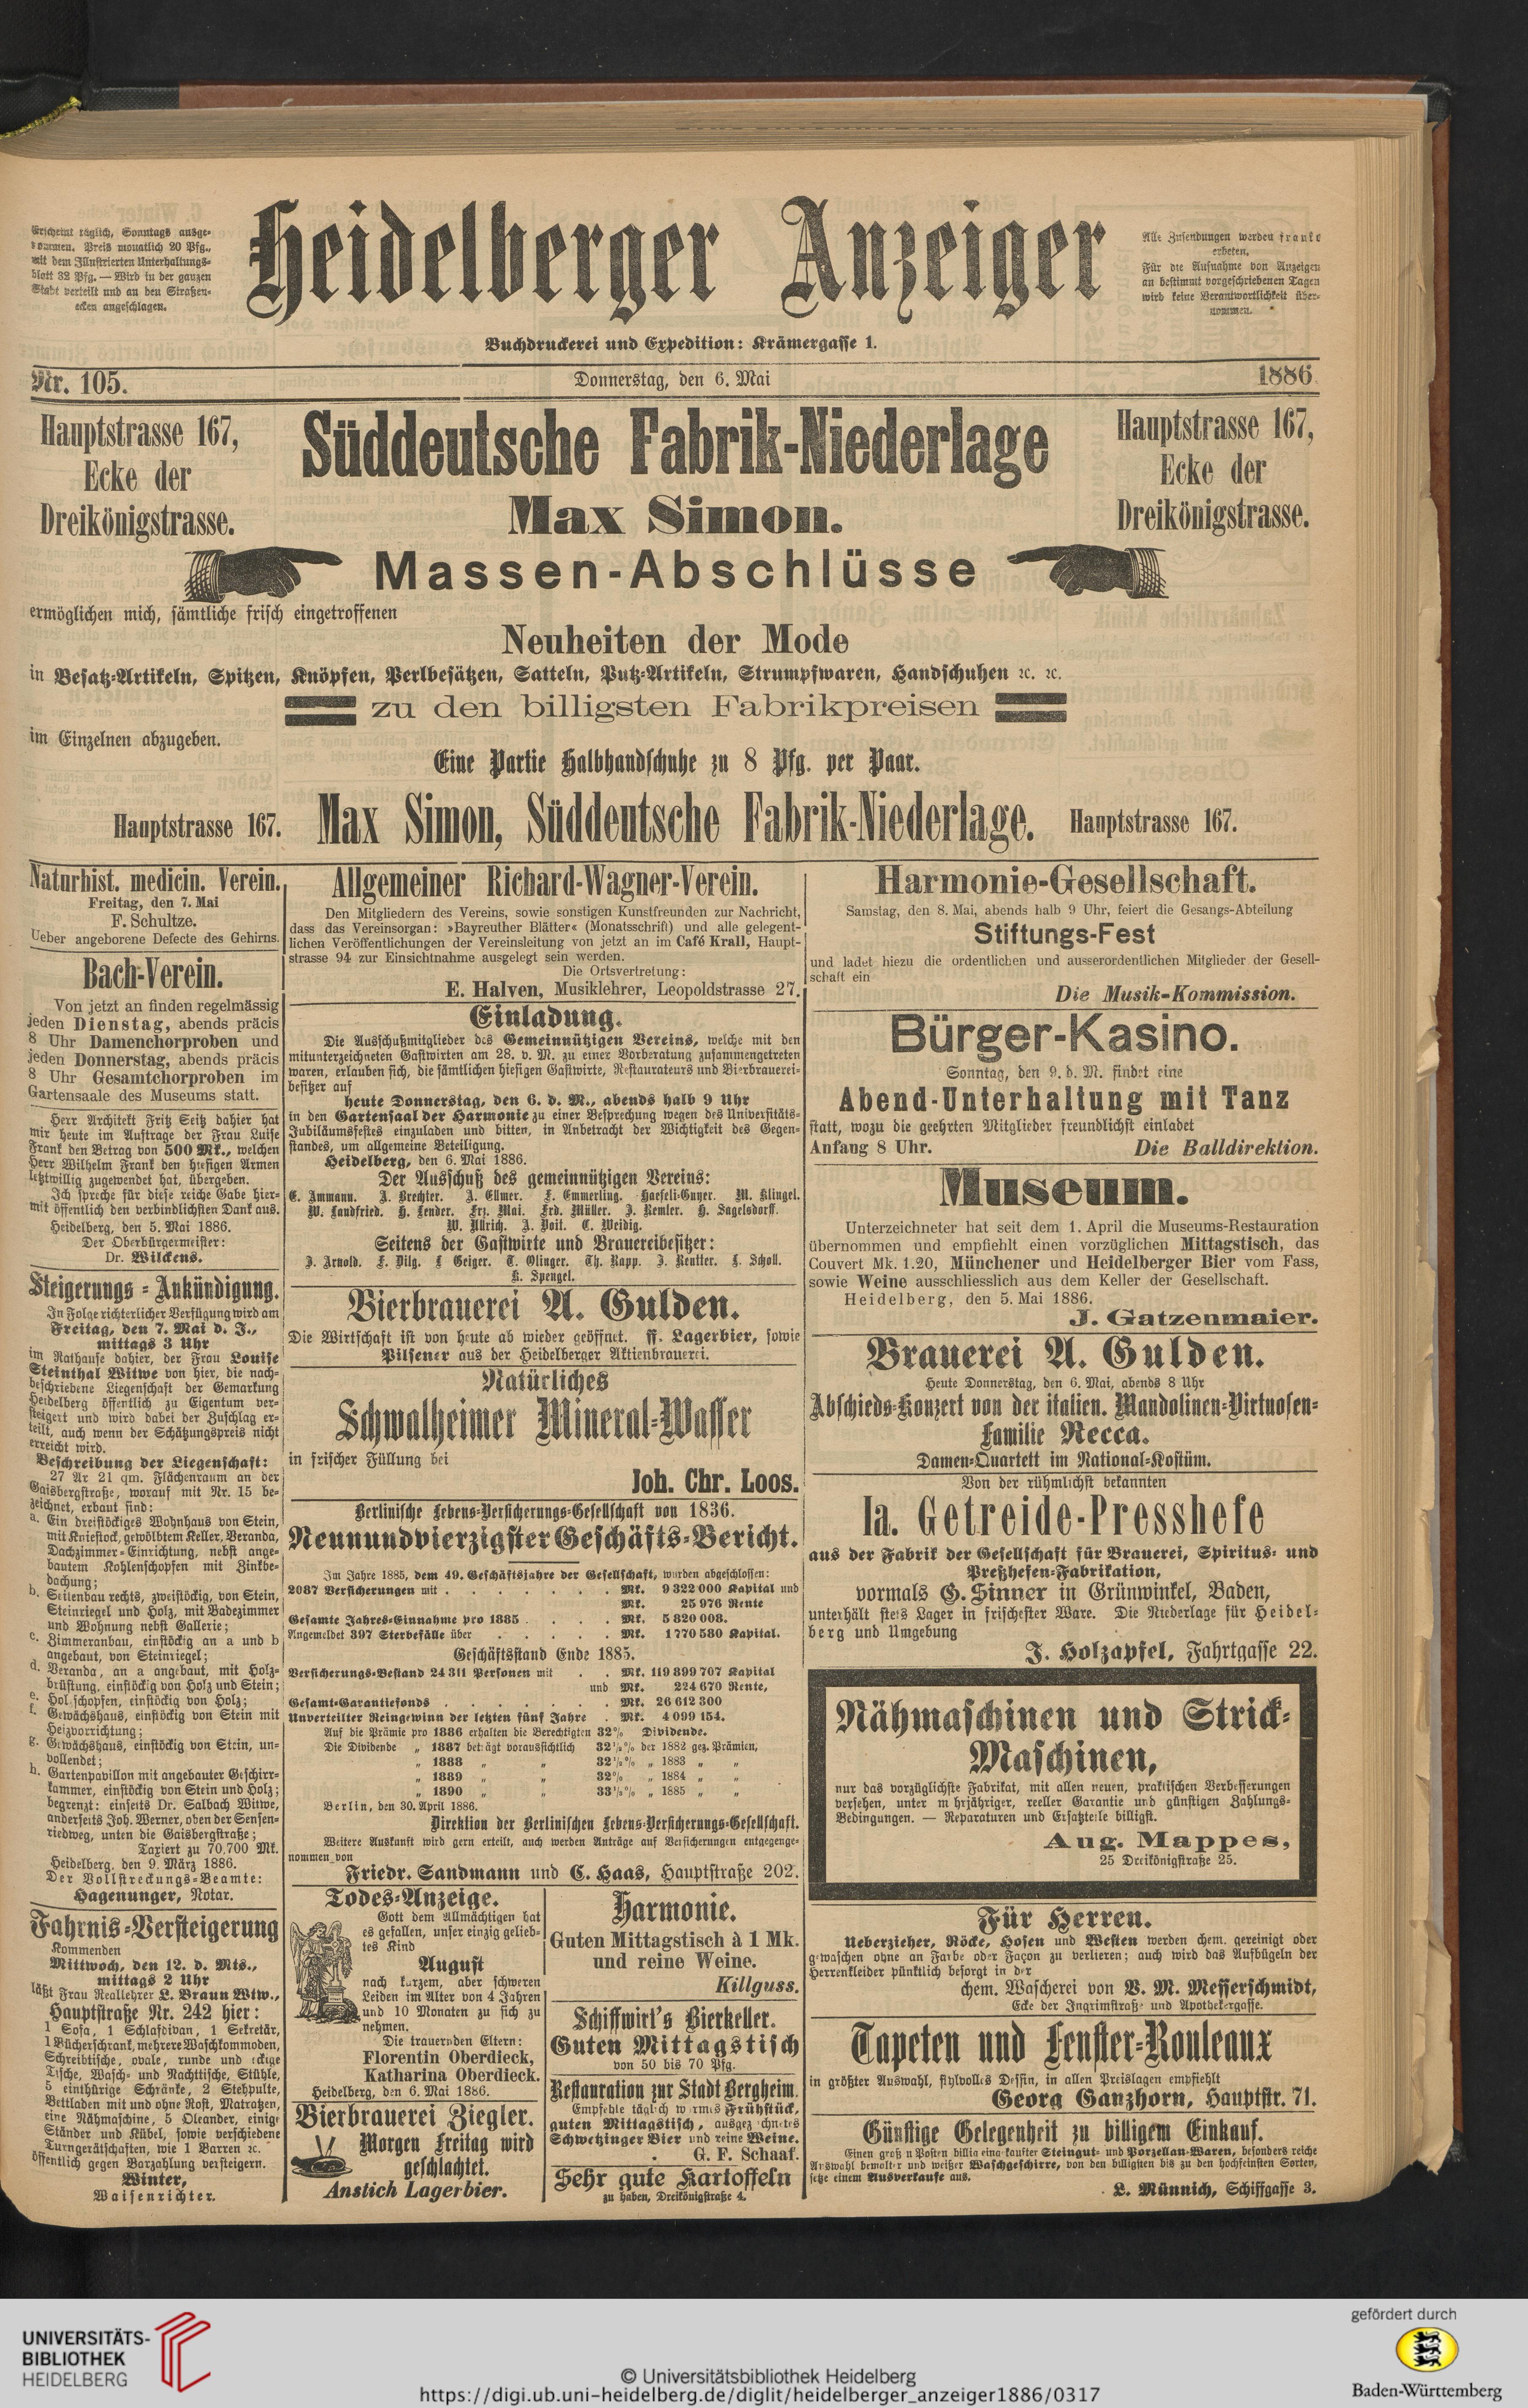 Erscheint täglich, Sonntags ausge-
nommen. Preis monatlich 20 Pfg.,
mit dem Illustrierten Unterhaltungs-
blatt 32 Pfg. — Wird in der ganzen
Stadt verteilt und an den Straßen-
ecken angeschlagen.
Heidelberger Anzeiger
Alle Zusendungen werden franko
erbeten.
Für die Aufnahme von Anzeigen
an bestimmt vorgeschriebenen Tagen
wird keine Verantwortlichkeit über-
nommen.
Buchdruckerei und Expedition: Krämergasse 1.
Nr. 105.
Donnerstag, den 6. Mai
1886
Hauptstrasse 167,
Ecke der
Dreikönigstrasse.
Süddeutsche Fabrik-Niederlage
Max Simon.
Hauptstrasse 167,
Ecke der
Dreikönigstrasse.
Massen-Abschlüsse
ermöglichen mich, sämtliche frisch eingetroffenen
Neuheiten der Mode
in Besatz-Artikeln, Spitzen, Knöpfen, Perlbesätzen, Satteln, Putz-Artikeln, Strumpfwaren, Handschuhen ꝛc. ꝛc.
zu den billigsten Fabrikpreisen
im Einzelnen abzugeben.
Eine Partie Halbhandschuhe zu 8 Pfg. per Paar.
Hauptstrasse 167. Max Simon, Süddeutsche Fabrik-Niederlage. Hauptstrasse 167.
Naturhist. medicin. Verein.
Freitag, den 7. Mai
F. Schultze.
Ueber angeborene Defecte des Gehirns.
Bach-Verein.
Von jetzt an finden regelmässig
jeden Dienstag, abends präcis
8 Uhr Damenchorproben und
jeden Donnerstag, abends präcis
8 Uhr Gesamtchorproben im
Gartensaale des Museums statt.
Herr Architekt Fritz Seitz dahier hat
mir heute im Auftrage der Frau Luise
Frank den Betrag von 500 Mk., welchen
Herr Wilhelm Frank den hiesigen Armen
letztwillig zugewendet hat, übergeben.
Ich spreche für diese reiche Gabe hier-
mit öffentlich den verbindlichsten Dank aus.
Heidelberg, den 5. Mai 1886.
Der Oberbürgermeister:
Dr. Wilckens.
Steigerungs-Ankündigung.
In Folge richterlicher Verfügung wird am
Freitag, den 7. Mai d. J.,
mittags 3 Uhr
im Rathause dahier, der Frau Louise
Steinthal Witwe von hier, die nach-
beschriebene Liegenschaft der Gemarkung
Heidelberg öffentlich zu Eigentum ver-
steigert und wird dabei der Zuschlag er-
teilt, auch wenn der Schätzungspreis nicht
erreicht wird.
Beschreibung der Liegenschaft:
27 Ar 21 qm. Flächenraum an der
Gaisbergstraße, worauf mit Nr. 15 be-
zeichnet, erbaut sind:
a. Ein dreistöckiges Wohnhaus von Stein,
mit Kniestock, gewölbtem Keller, Veranda,
Dachzimmer-Einrichtung, nebst ange-
bautem Kohlenschopfen mit Zinkbe-
dachung;
b. Seitenbau rechts, zweistöckig, von Stein,
Steinriegel und Holz, mit Badezimmer
und Wohnung nebst Gallerie;
c. Zimmeranbau, einstöckig an a und b
angebaut, von Steinriegel;
d. Veranda, an a angebaut, mit Holz-
brüstung, einstöckig von Holz und Stein;
e. Holzschopfen, einstöckig von Holz;
f. Gewächshaus, einstöckig von Stein mit
Heizvorrichtung;
g. Gewächshaus, einstöckig von Stein, un-
vollendet;
h. Gartenpavillon mit angebauter Geschirr-
kammer, einstöckig von Stein und Holz;
begrenzt: einseits Dr. Salbach Witwe,
anderseits Joh. Werner, oben der Sensen-
riedweg, unten die Gaisbergstraße;
Taxiert zu 70,700 Mk.
Heidelberg, den 9. März 1886.
Der Vollstreckungs-Beamte:
Hagenunger, Notar.
Fahrnis-Versteigerung
Kommenden
Mittwoch, den 12. d. Mts.,
mittags 2 Uhr
läßt Frau Reallehrer L. Braun Wtw.,
Hauptstraße Nr. 242 hier:
1 Sofa, 1 Schlafdivan, 1 Sekretär,
1 Bücherschrank, mehrere Waschkommoden,
Schreibtische, ovale, runde und eckige
Tische, Wasch- und Nachttische, Stühle,
5 einthürige Schränke, 2 Stehpulte,
Bettladen mit und ohne Rost, Matratzen,
eine Nähmaschine, 5 Oleander, einige
Ständer und Kübel, sowie verschiedene
Turngerätschaften, wie 1 Barren ꝛc.
öffentlich gegen Barzahlung versteigern.
Winter,
Waisenrichter.
Allgemeiner Richard-Wagner-Verein.
Den Mitgliedern des Vereins, sowie sonstigen Kunstfreunden zur Nachricht,
dass das Vereinsorgan: »Bayreuther Blätter« (Monatsschrift) und alle gelegent-
lichen Veröffentlichungen der Vereinsleitung von jetzt an im Café Krall, Haupt-
strasse 94 zur Einsichtnahme ausgelegt sein werden.
Die Ortsvertretung:
E. Halven, Musiklehrer, Leopoldstrasse 27.
Einladung.
Die Ausschußmitglieder des Gemeinnützigen Vereins, welche mit den
mitunterzeichneten Gastwirten am 28. v. M. zu einer Vorberatung zusammengetreten
waren, erlauben sich, die sämtlichen hiesigen Gastwirte, Restaurateurs und Bierbrauerei-
besitzer auf
heute Donnerstag, den 6. d. M., abends halb 9 Uhr
in den Gartensaal der Harmonie zu einer Besprechung wegen des Universitäts-
Jubiläumsfestes einzuladen und bitten, in Anbetracht der Wichtigkeit des Gegen-
standes, um allgemeine Beteiligung.
Heidelberg, den 6. Mai 1886.
Der Ausschuß des gemeinnützigen Vereins:
E. Ammann. J. Brechter. J. Ellmer. F. Emmerling. Haefeli-Gujer. M. Klingel.
W. Landfried. H. Lender. Frz. Mai. Frd. Müller. J. Remler. H. Sagelsdorff.
W. Ullrich. J. Voit. C. Weidig.
Seitens der Gastwirte und Brauereibesitzer:
J. Arnold. F. Dilg. Geiger. C. Olinger. Th. Rapp. J. Reutter. Scholl.
K. Spengel.
Bierbrauerei A. Gulden.
Die Wirtschaft ist von heute ab wieder geöffnet. ff. Lagerbier, sowie
Pilsener aus der Heidelberger Aktienbrauerei.
Natürliches
Schwalheimer Mineral-Wasser
in frischer Füllung bei
Joh. Chr. Loos.
Berlinische Lebens-Versicherungs-Gesellschaft von 1836.
Neunundvierzigster Geschäfts-Bericht.
Im Jahre 1885, dem 49. Geschäftsjahre der Gesellschaft, wurden abgeschlossen:
2087 Versicherungen mit . . . . . . . Mk. 9 322 000 Kapital und
Mk. 25 976 Rente
Gesamte Jahres-Einnahme pro 1885 . . . . Mk. 5 820 008.
Angemeldet 397 Sterbefälle über . . . . . Mk. 1 770 580 Kapital.
Geschäftsstand Ende 1885.
Versicherungs-Bestand 24 311 Personen mit . . Mk. 119 899 707 Kapital
und Mk. 224 670 Rente,
Gesamt-Garantiefonds . . . . . . . Mk. 26 612 300
Unverteilter Reingewinn der letzten fünf Jahre . Mk. 4 099 154.
Auf die Prämie pro 1886 erhalten die Berechtigten 32% Dividende.
Die Dividende „ 1887 beträgt voraussichtlich 32⅓% der 1882 gez. Prämien,
„ 1888 „ „ 32⅓% „ 1883 „ „
„ 1889 „ „ 32% „ 1884 „ „
„ 1890 „ „ 33⅓% „ 1885 „ „
Berlin, den 30. April 1886.
Direktion der Berlinischen Lebens-Versicherungs-Gesellschaft.
Weitere Auskunft wird gern erteilt, auch werden Anträge auf Versicherungen entgegenge-
nommen von
Friedr. Sandmann und C. Haas, Hauptstraße 202.
Todes-Anzeige.
Gott dem Allmächtigen hat
es gefallen, unser einzig gelieb-
tes Kind
August
nach kurzem, aber schweren
Leiden im Alter von 4 Jahren
und 10 Monaten zu sich zu
nehmen.
Die trauernden Eltern:
Florentin Oberdieck,
Katharina Oberdieck.
Heidelberg, den 6. Mai 1886.
Bierbrauerei Ziegler.
Morgen Freitag wird
geschlachtet.
Anstich Lagerbier.
Harmonie.
Guten Mittagstisch à 1 Mk.
und reine Weine.
Killguss.
Schiffwirt's Bierkeller.
Guten Mittagstisch
von 50 bis 70 Pfg.
Restauration zur Stadt Bergheim.
Empfehle täglich warmes Frühstück,
guten Mittagstisch, ausgezeichnetes
Schwetzinger Bier und reine Weine.
G. F. Schaaf.
Sehr gute Kartoffeln
zu haben, Dreikönigstraße 4.
Harmonie-Gesellschaft.
Samstag, den 8. Mai, abends halb 9 Uhr, feiert die Gesangs-Abteilung
Stiftungs-Fest
und ladet hiezu die ordentlichen und ausserordentlichen Mitglieder der Gesell-
schaft ein
Die Musik-Kommission.
Bürger-Kasino.
Sonntag, den 9. d. M. findet eine
Abend-Unterhaltung mit Tanz
statt, wozu die geehrten Mitglieder freundlichst einladet
Anfang 8 Uhr. Die Balldirektion.
Museum.
Unterzeichneter hat seit dem 1. April die Museums-Restauration
übernommen und empfiehlt einen vorzüglichen Mittagstisch, das
Couvert Mk. 1.20, Münchener und Heidelberger Bier vom Fass,
sowie Weine ausschliesslich aus dem Keller der Gesellschaft.
Heidelberg, den 5. Mai 1886.
J. Gatzenmaier.
Brauerei A. Gulden.
Heute Donnerstag, den 6. Mai, abends 8 Uhr
Abschieds-Konzert von der italien. Mandolinen-Virtuosen-
Familie Recca.
Damen-Quartett im National-Kostüm.
Von der rühmlichst bekannten
Ia. Getreide-Presshefe
aus der Fabrik der Gesellschaft für Brauerei, Spiritus- und
Preßhefen-Fabrikation,
vormals G. Sinner in Grünwinkel, Baden,
unterhält stets Lager in frischester Ware. Die Niederlage für Heidel-
berg und Umgebung
J. Holzapfel, Fahrtgasse 22.
Nähmaschinen und Strick-
Maschinen,
nur das vorzüglichste Fabrikat, mit allen neuen, praktischen Verbesserungen
versehen, unter mehrjähriger, reeller Garantie und günstigen Zahlungs-
Bedingungen. — Reparaturen und Ersatzteile billigst.
Aug. Mappes,
25 Dreikönigstraße 25.
Für Herren.
Ueberzieher, Röcke, Hosen und Westen werden chem. gereinigt oder
gewaschen ohne an Farbe oder Façon zu verlieren; auch wird das Aufbügeln der
Herrenkleider pünktlich besorgt in der
chem. Wascherei von V. M. Messerschmidt,
Ecke der Ingrimstraße und Apothekergasse.
Tapeten und Fenster-Rouleaux
in größter Auswahl, stylvolles Dessin, in allen Preislagen empfiehlt
Georg Ganzhorn, Hauptstr. 71.
Günstige Gelegenheit zu billigem Einkauf.
Einen großen Posten billig eingekaufter Steingut- und Porzellan-Waren, besonders reiche
Auswahl bemalter und weißer Waschgeschirre, von den billigsten bis zu den hochfeinsten Sorten,
setze einem Ausverkaufe aus.
L. Münnich, Schiffgasse 3.
UNIVERSITÄTS-
BIBLIOTHEK
HEIDELBERG
© Universitätsbibliothek Heidelberg
https://digi.ub.uni-heidelberg.de/diglit/heidelberger_anzeiger1886/0317
gefördert durch
Baden-Württemberg